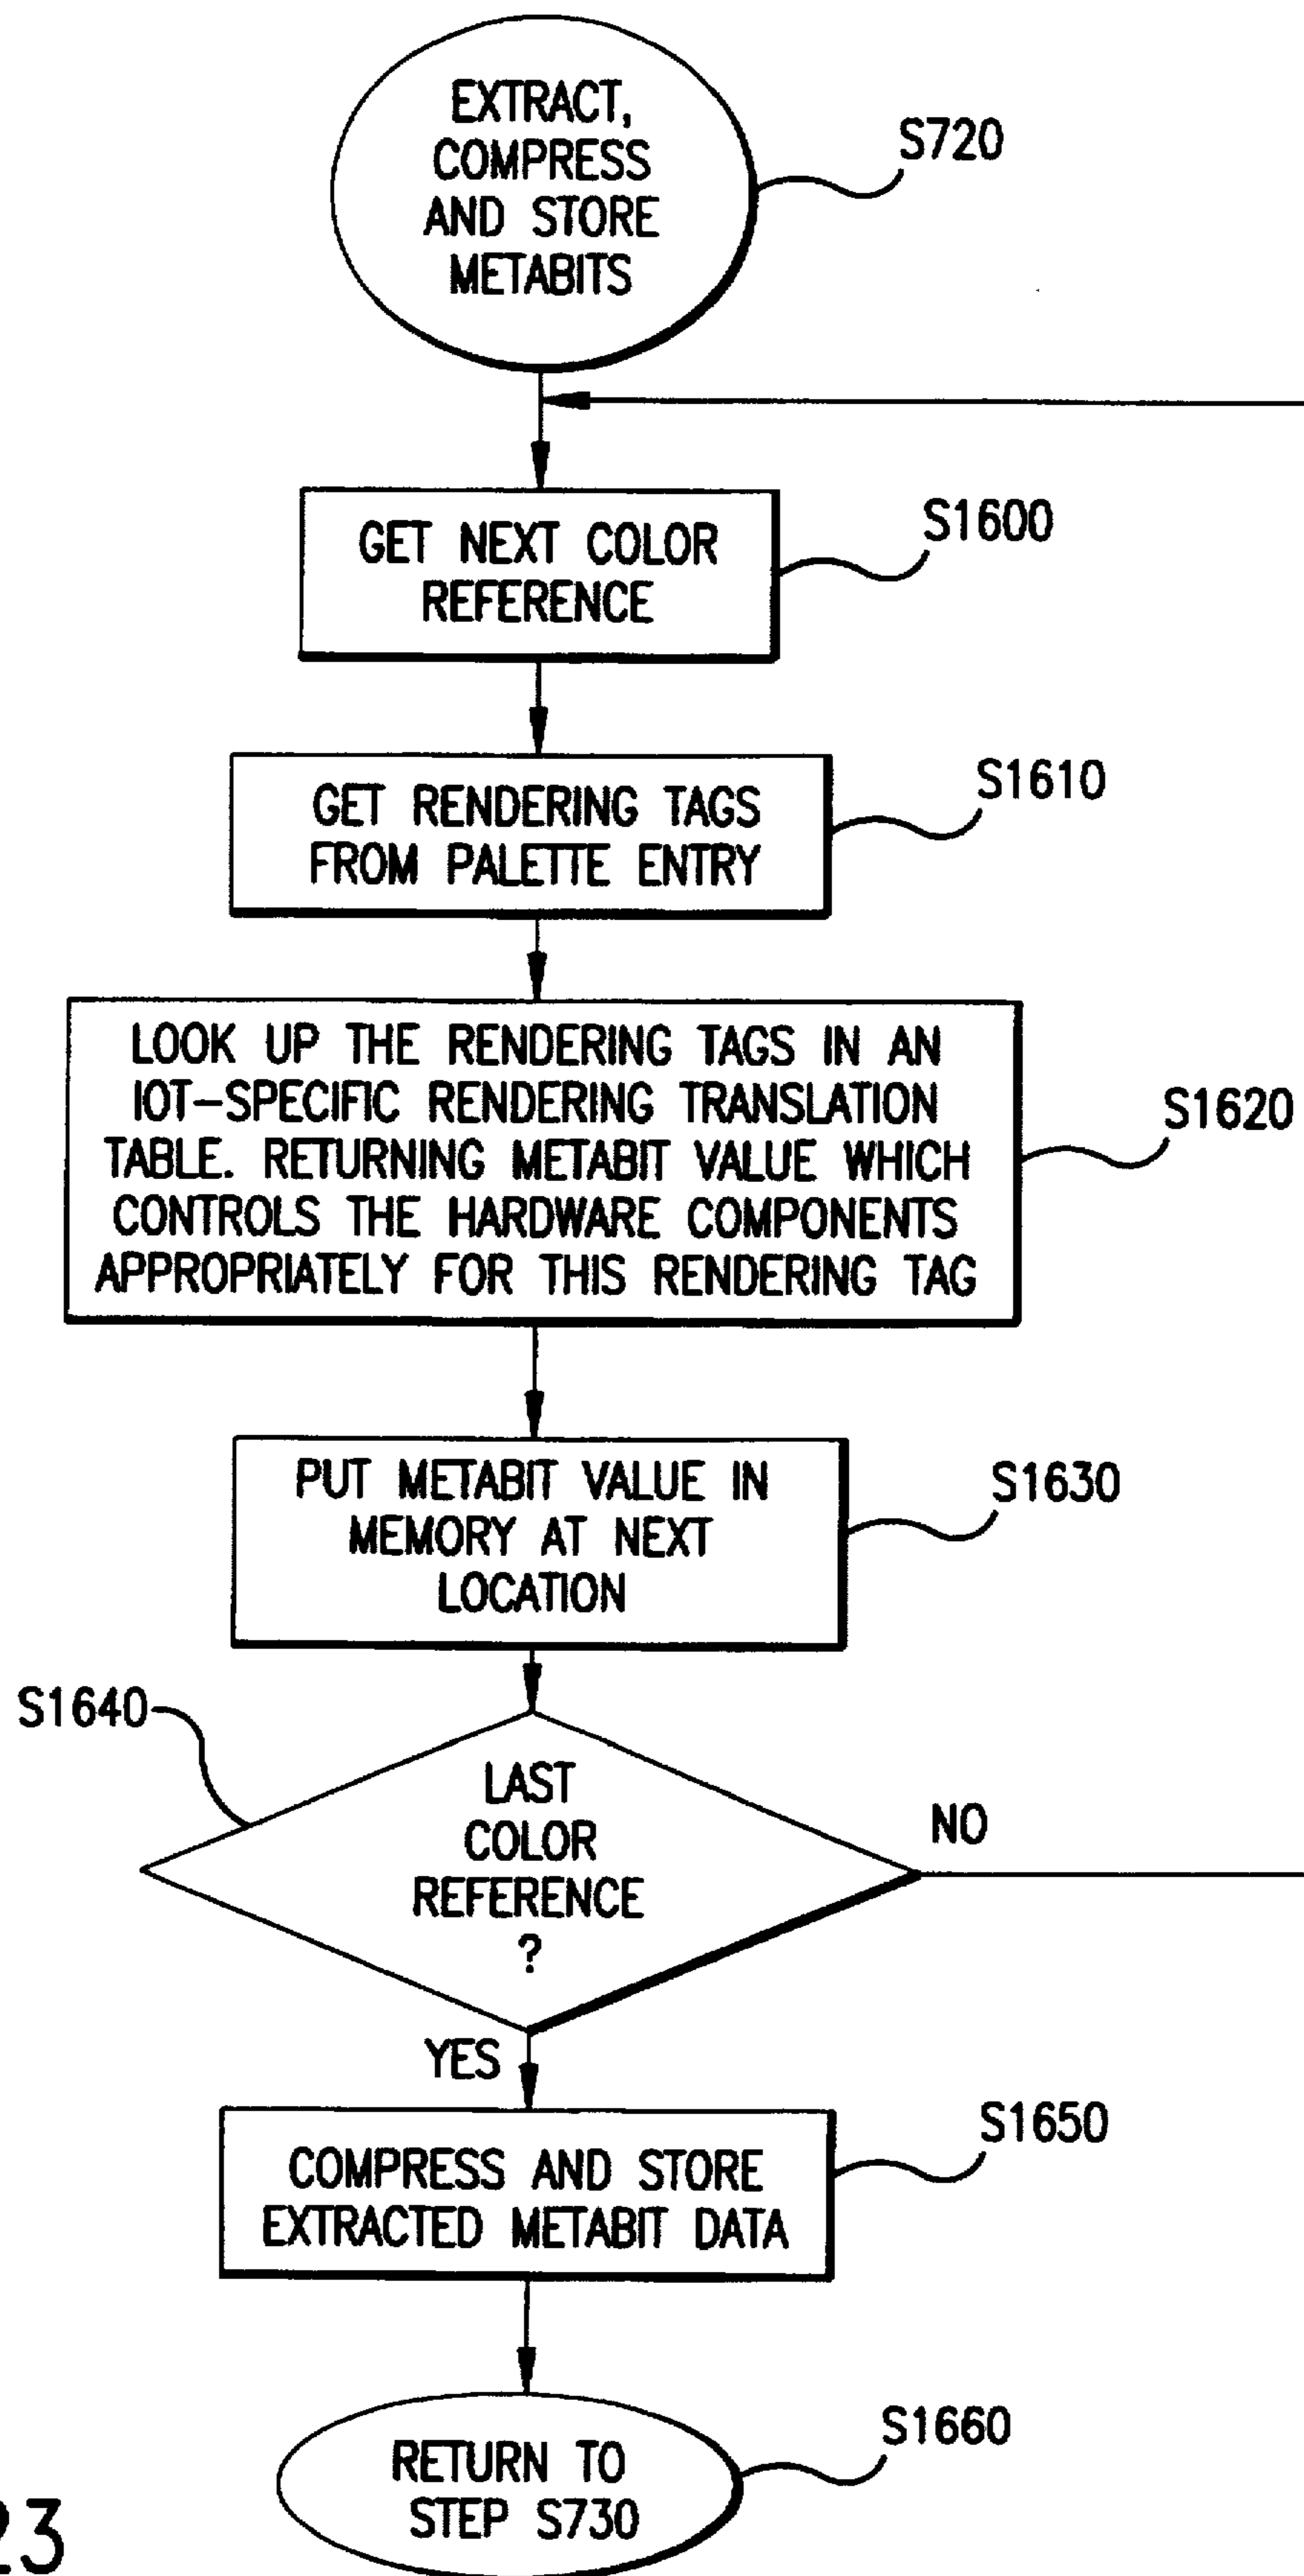 EXTRACT,
COMPRESS
AND STORE
METABITS
S720
GET NEXT COLOR
REFERENCE
S1600
GET RENDERING TAGS
FROM PALETTE ENTRY
S1610
LOOK UP THE RENDERING TAGS IN AN
IOT-SPECIFIC RENDERING TRANSLATION
TABLE. RETURNING METABIT VALUE WHICH
CONTROLS THE HARDWARE COMPONENTS
APPROPRIATELY FOR THIS RENDERING TAG
S1620
PUT METABIT VALUE IN
MEMORY AT NEXT
LOCATION
S1630
S1640
LAST
COLOR
REFERENCE
?
NO
YES
COMPRESS AND STORE
EXTRACTED METABIT DATA
S1650
RETURN TO
STEP S730
S1660
23